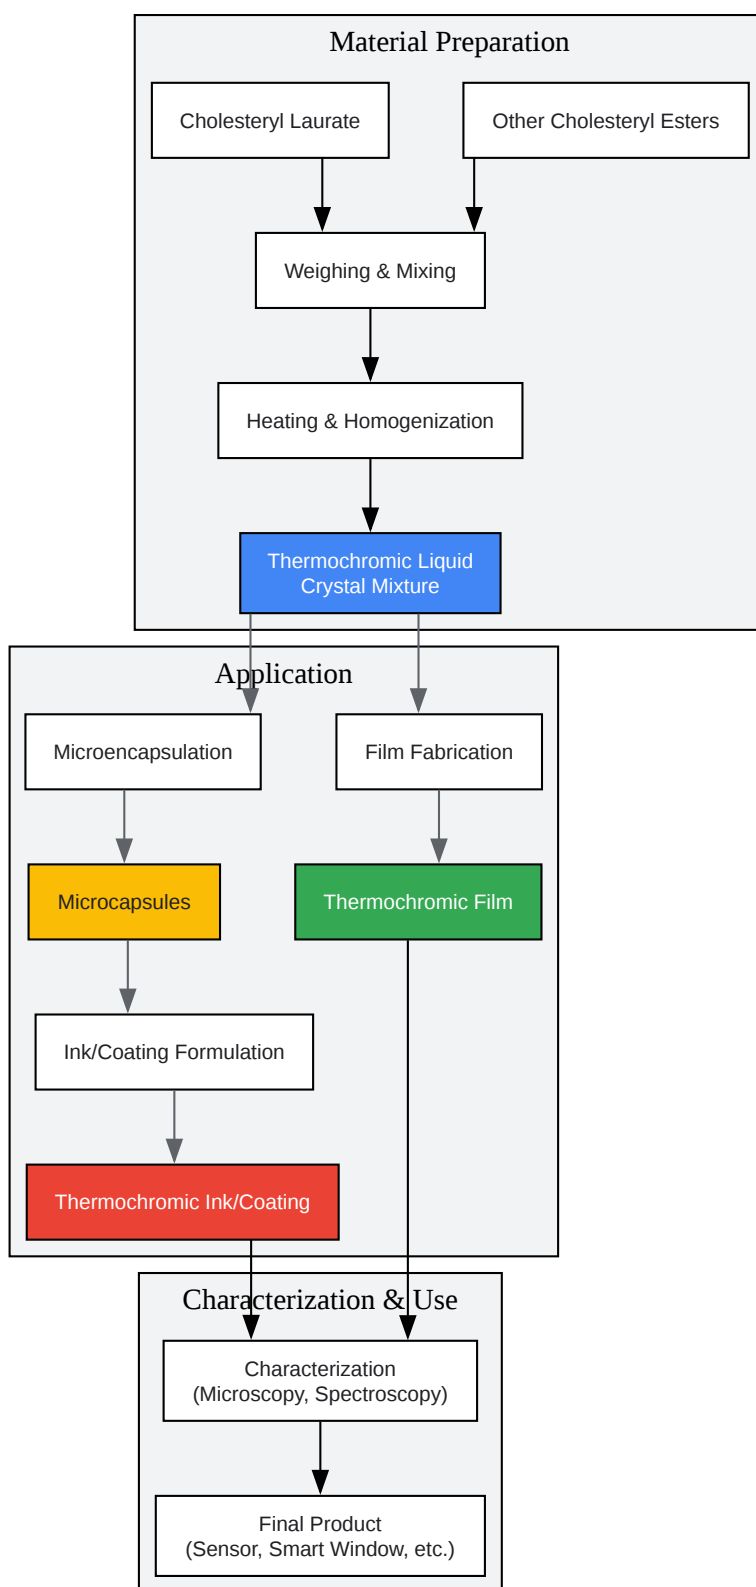 Material Preparation
Cholesteryl Laurate
Other Cholesteryl Esters
Weighing & Mixing
Heating & Homogenization
Thermochromic Liquid
Crystal Mixture
Application
Microencapsulation
Film Fabrication
Microcapsules
Thermochromic Film
Ink/Coating Formulation
Thermochromic Ink/Coating
Characterization & Use
Characterization
(Microscopy, Spectroscopy)
Final Product
(Sensor, Smart Window, etc.)